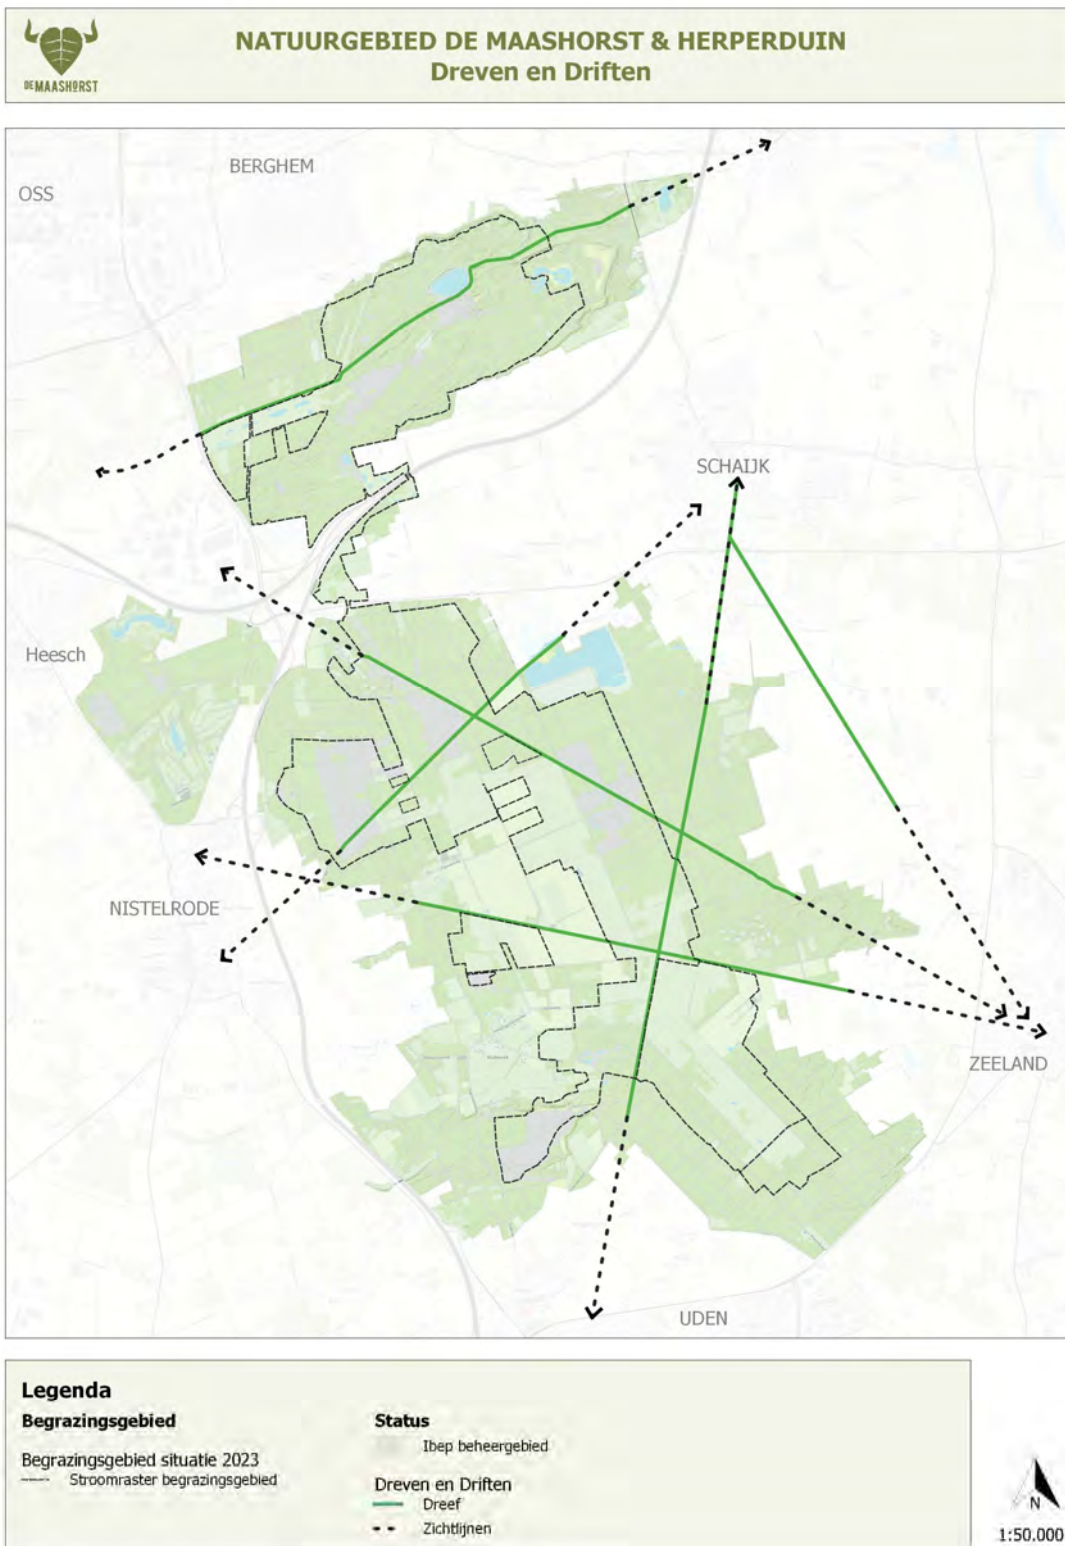 DEMAASHORST
NATUURGEBIED DE MAASHORST & HERPERDUIN
Dreven en Driften
BERGHEM
OSS
SCHAIJK
Heesch
NISTELRODE
ZEELAND
UDEN
Legenda
Begrazingsgebied
Begrazingsgebied situatie 2023
Stroomraster begrazingsgebied
Status
Ibep beheergebied
Dreven en Driften
Dreef
Zichtlijnen
N
1:50.000